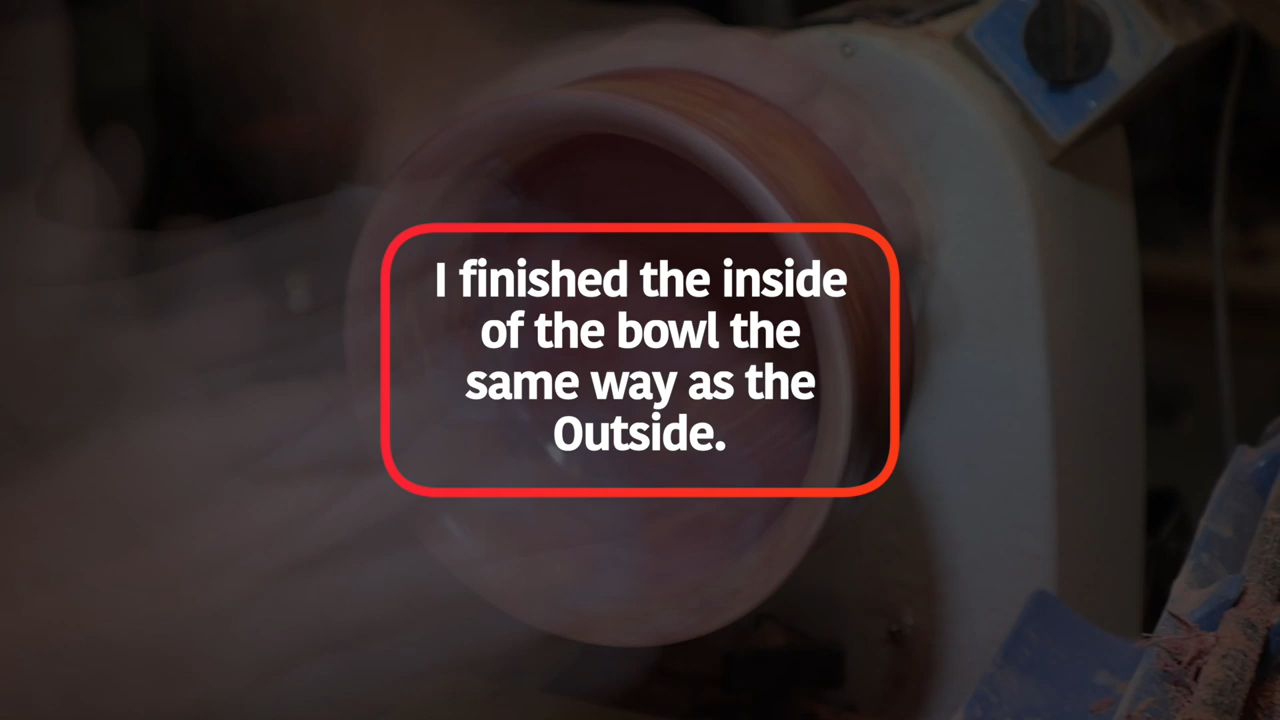 I finished the inside
of the bowl the
same way as the
Outside.